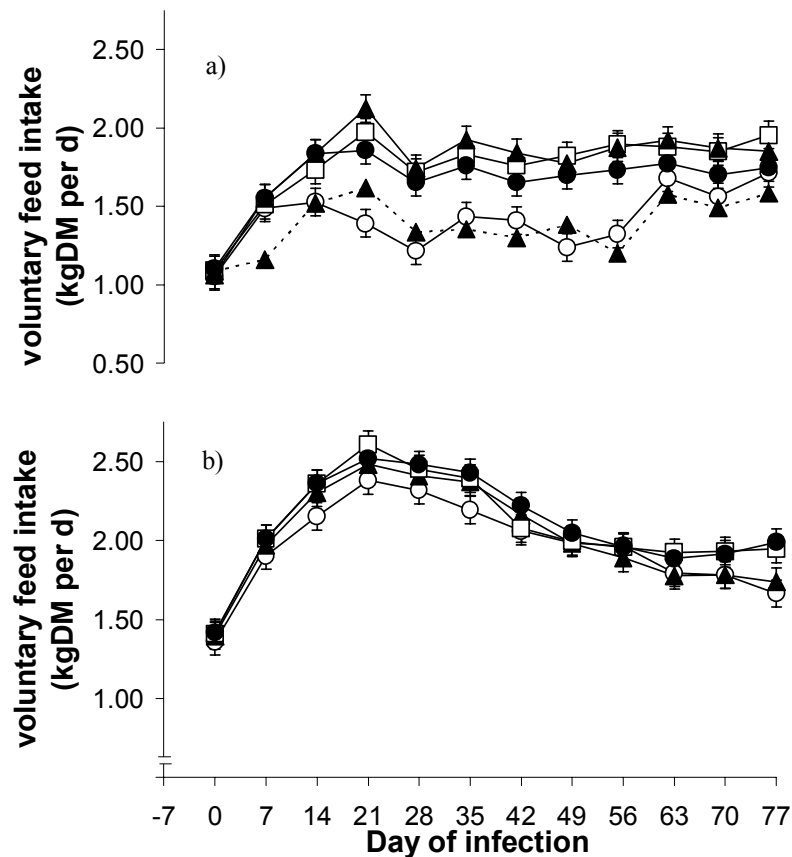 a)
2.50
2.00
1.50
1.00
0.50
voluntary feed intake
(kgDM per d)
b)
2.50
2.00
1.50
1.00
voluntary feed intake
(kgDM per d)
-7 0 7 14 21 28 35 42 49 56 63 70 77
Day of infection